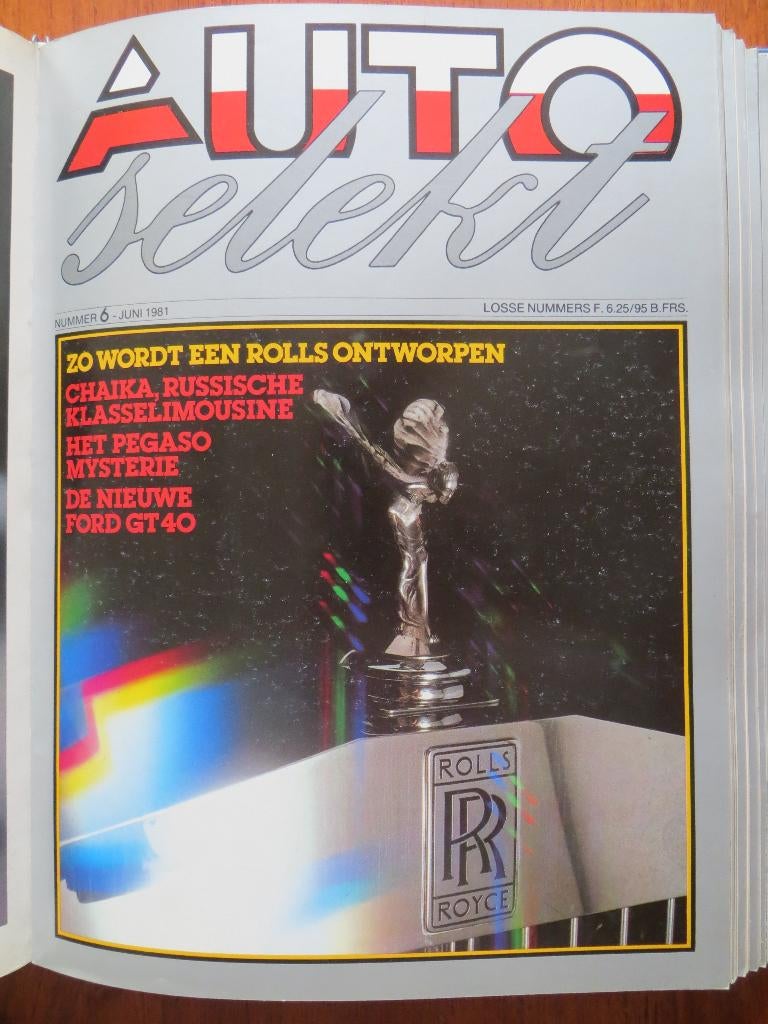 AUTO
selekt
NUMMER 6 - JUNI 1981
LOSSE NUMMERS F. 6.25/95 B.FRS.
ZO WORDT EEN ROLLS ONTWORPEN
CHAIKA, RUSSISCHE
KLASSELIMOUSINE
HET PEGASO
MYSTERIE
DE NIEUWE
FORD GT40
ROLLS
RR
ROYCE